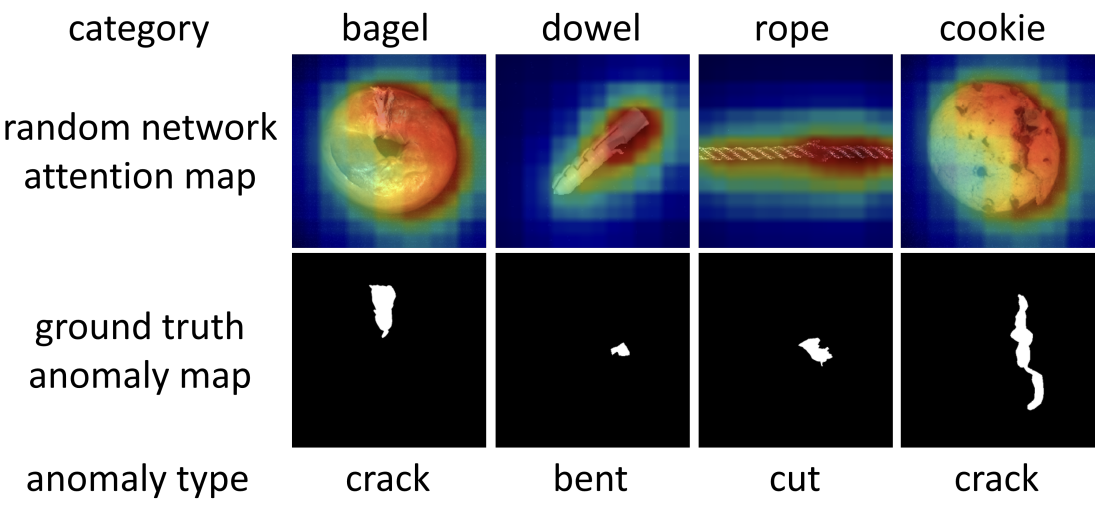 category bagel dowel rope cookie
random network
attention map
ground truth
anomaly map
anomaly type crack bent cut crack